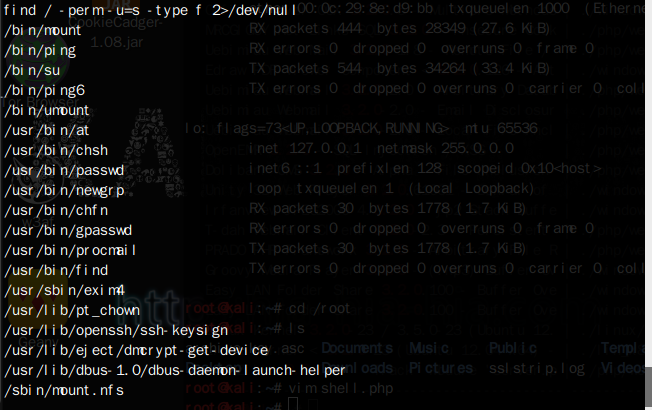 find / -perm -u=s -type f 2>/dev/null
/bin/mount
/bin/ping
/bin/su
/bin/ping6
/bin/umount
/usr/bin/at
/usr/bin/chsh
/usr/bin/passwd
/usr/bin/newgrp
/usr/bin/chfn
/usr/bin/gpasswd
/usr/bin/procmail
/usr/bin/find
/usr/sbin/exim4
/usr/lib/pt_chown
/usr/lib/openssh/ssh-keysign
/usr/lib/eject/dmcrypt-get-device
/usr/lib/dbus-1.0/dbus-daemon-launch-helper
/sbin/mount.nfs
JAR
CookieCadger-
1.08.jar
Tor Browser
w3af
Geany
htt
00:0c:29:8e:d9:bb txqueuelen 1000 (Etherne
RX packets 444 bytes 28349 (27.6 KiB)
RX errors 0 dropped 0 overruns 0 frame 0
TX packets 544 bytes 34264 (33.4 KiB)
TX errors 0 dropped 0 overruns 0 carrier 0 coll
lo: flags=73<UP,LOOPBACK,RUNNING> mtu 65536
inet 127.0.0.1 netmask 255.0.0.0
inet6 ::1 prefixlen 128 scopeid 0x10<host>
loop txqueuelen 1 (Local Loopback)
RX packets 30 bytes 1778 (1.7 KiB)
RX errors 0 dropped 0 overruns 0 frame 0
TX packets 30 bytes 1778 (1.7 KiB)
TX errors 0 dropped 0 overruns 0 carrier 0 coll
root@kali:~# cd /root
root@kali:~# ls
.asc Documents Music Public Templa
Downloads Pictures sslstrip.log Videos
root@kali:~# vim shell.php
root@kali:~#